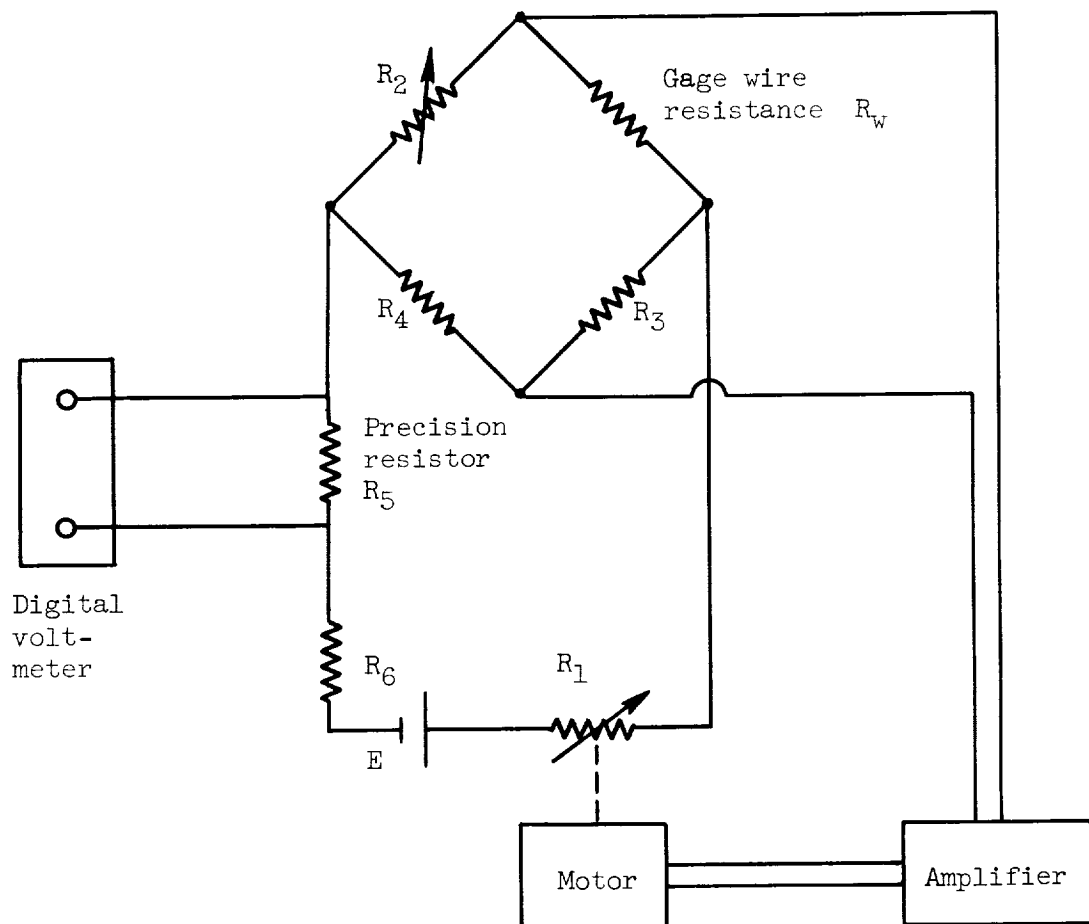 R2
Gage wire
resistance Rw
R4
R3
Precision
resistor
R5
Digital
volt-
meter
R6
R1
E
Motor
Amplifier